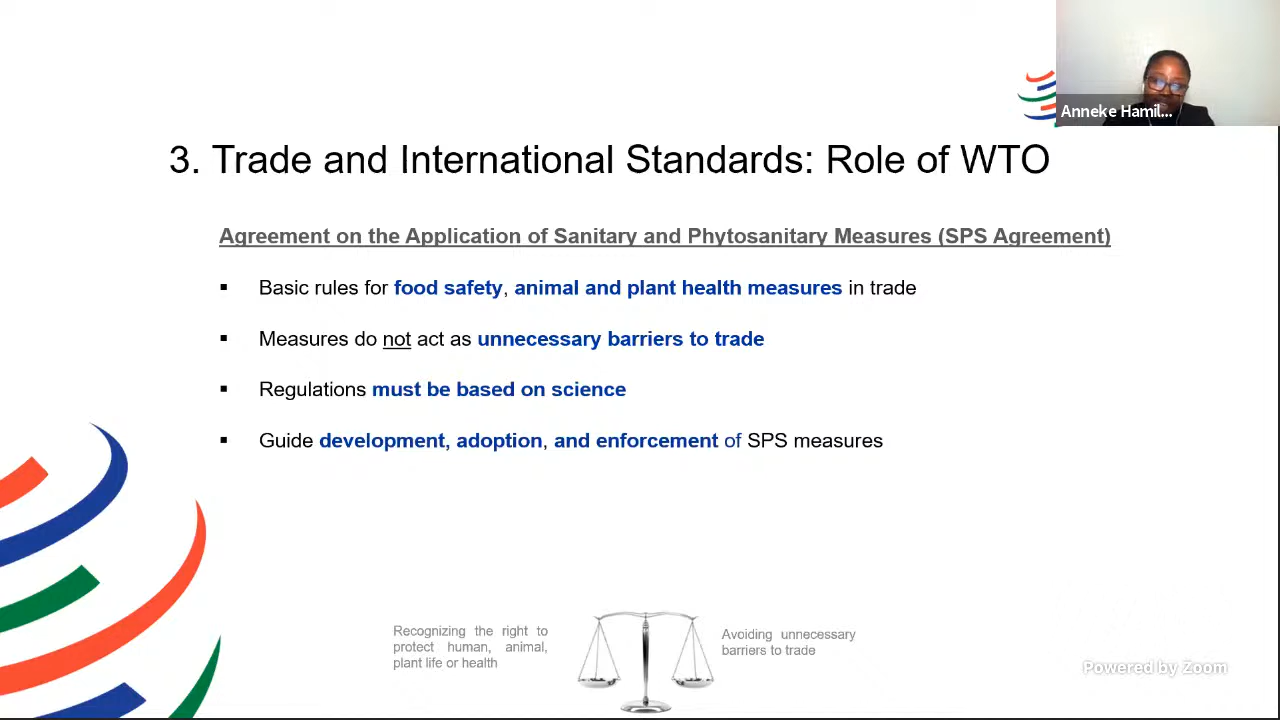 Anneke Hamil...
3. Trade and International Standards: Role of WTO
Agreement on the Application of Sanitary and Phytosanitary Measures (SPS Agreement)
▪ Basic rules for food safety, animal and plant health measures in trade
▪ Measures do not act as unnecessary barriers to trade
▪ Regulations must be based on science
▪ Guide development, adoption, and enforcement of SPS measures
Recognizing the right to
protect human, animal,
plant life or health
Avoiding unnecessary
barriers to trade
Powered by Zoom